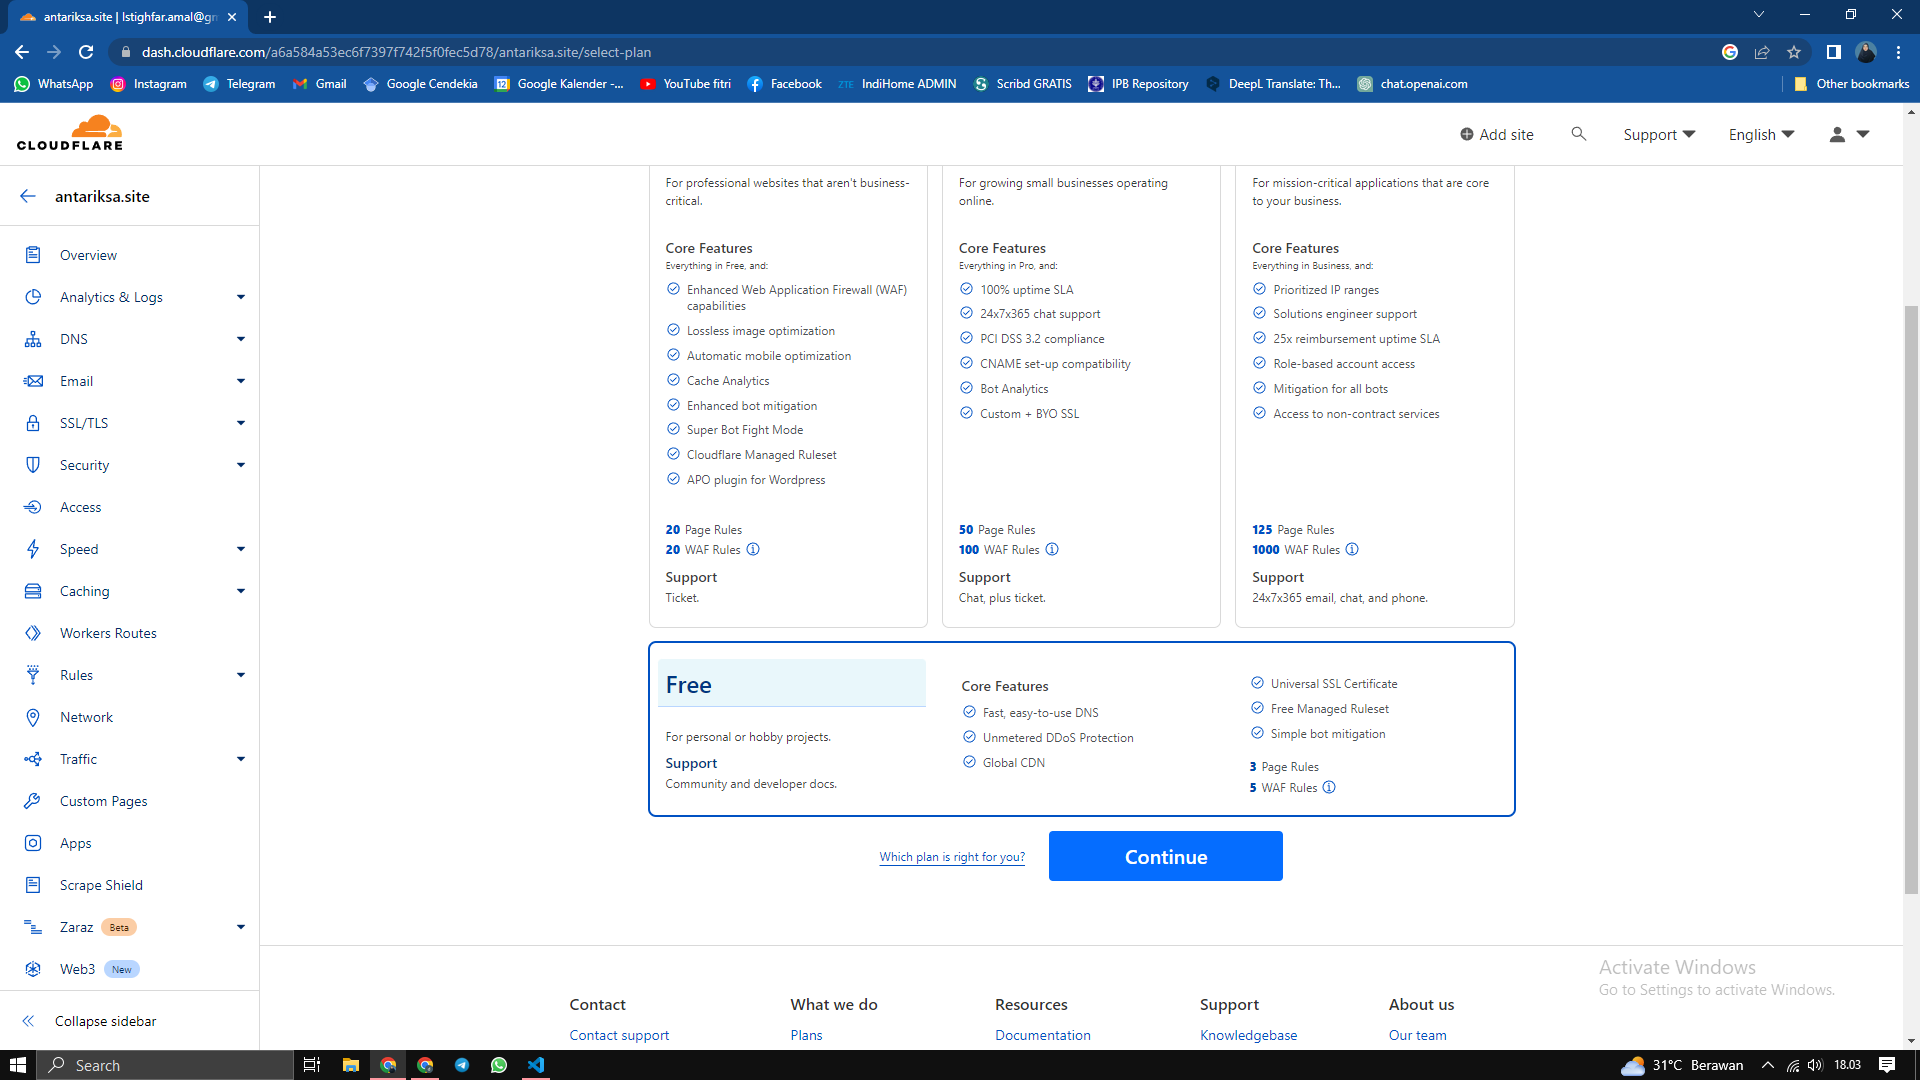 antariksa.site | Istighfar.amal@gm
dash.cloudflare.com/a6a584a53ec6f7397f742f5f0fec5d78/antariksa.site/select-plan
WhatsApp
Instagram
Telegram
Gmail
Google Cendekia
Google Kalender -...
YouTube fitri
Facebook
ZTE IndiHome ADMIN
Scribd GRATIS
IPB Repository
DeepL Translate: Th...
chat.openai.com
Other bookmarks
CLOUDFLARE
Add site
Support
English
antariksa.site
Overview
Analytics & Logs
DNS
Email
SSL/TLS
Security
Access
Speed
Caching
Workers Routes
Rules
Network
Traffic
Custom Pages
Apps
Scrape Shield
Zaraz Beta
Web3 New
Collapse sidebar
For professional websites that aren't business-
critical.
Core Features
Everything in Free, and:
Enhanced Web Application Firewall (WAF)
capabilities
Lossless image optimization
Automatic mobile optimization
Cache Analytics
Enhanced bot mitigation
Super Bot Fight Mode
Cloudflare Managed Ruleset
APO plugin for Wordpress
20 Page Rules
20 WAF Rules
Support
Ticket.
For growing small businesses operating
online.
Core Features
Everything in Pro, and:
100% uptime SLA
24x7x365 chat support
PCI DSS 3.2 compliance
CNAME set-up compatibility
Bot Analytics
Custom + BYO SSL
50 Page Rules
100 WAF Rules
Support
Chat, plus ticket.
For mission-critical applications that are core
to your business.
Core Features
Everything in Business, and:
Prioritized IP ranges
Solutions engineer support
25x reimbursement uptime SLA
Role-based account access
Mitigation for all bots
Access to non-contract services
125 Page Rules
1000 WAF Rules
Support
24x7x365 email, chat, and phone.
Free
For personal or hobby projects.
Support
Community and developer docs.
Core Features
Fast, easy-to-use DNS
Unmetered DDoS Protection
Global CDN
Universal SSL Certificate
Free Managed Ruleset
Simple bot mitigation
3 Page Rules
5 WAF Rules
Which plan is right for you?
Continue
Activate Windows
Go to Settings to activate Windows.
Contact
Contact support
What we do
Plans
Resources
Documentation
Support
Knowledgebase
About us
Our team
Search
31°C Berawan
18.03